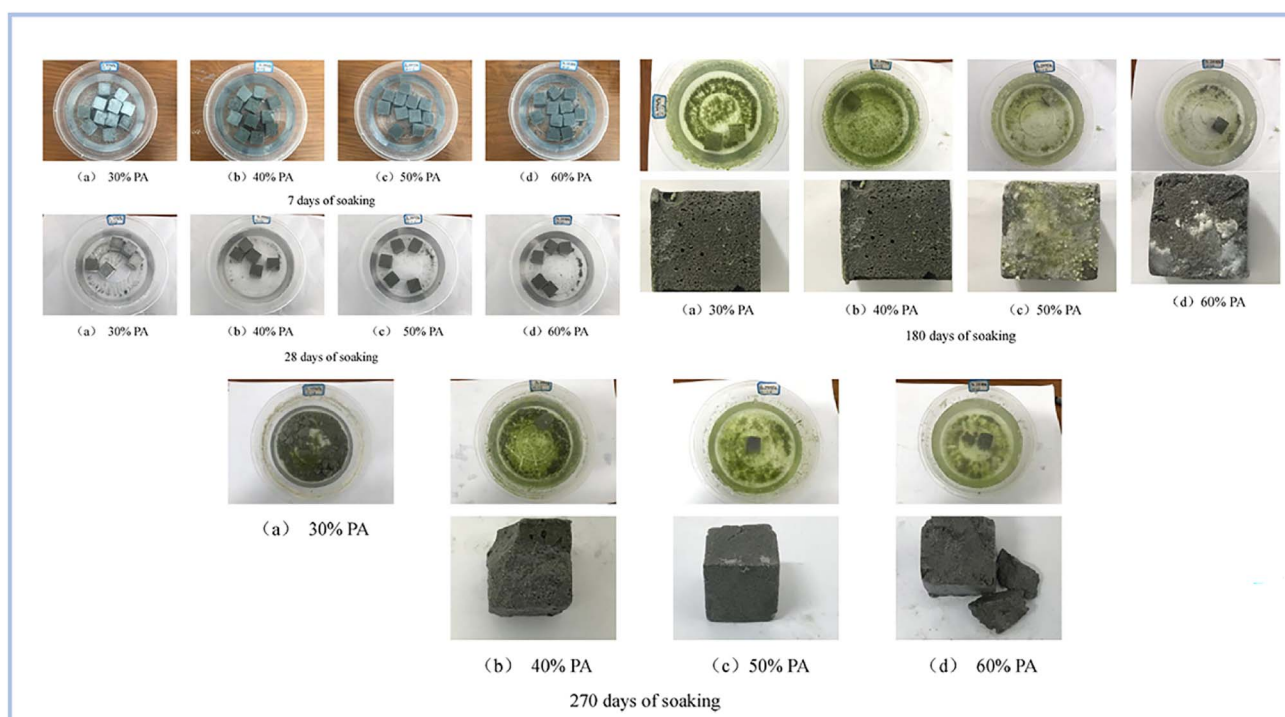 （a） 30% PA
（b）40% PA
（c）50% PA
（d）60% PA
7 days of soaking
（a） 30% PA
（b）40% PA
（c） 50% PA
（d）60% PA
28 days of soaking
（a）30% PA
（b）40% PA
（c）50% PA
（d）60% PA
180 days of soaking
（a） 30% PA
（b） 40% PA
（c）50% PA
（d） 60% PA
270 days of soaking